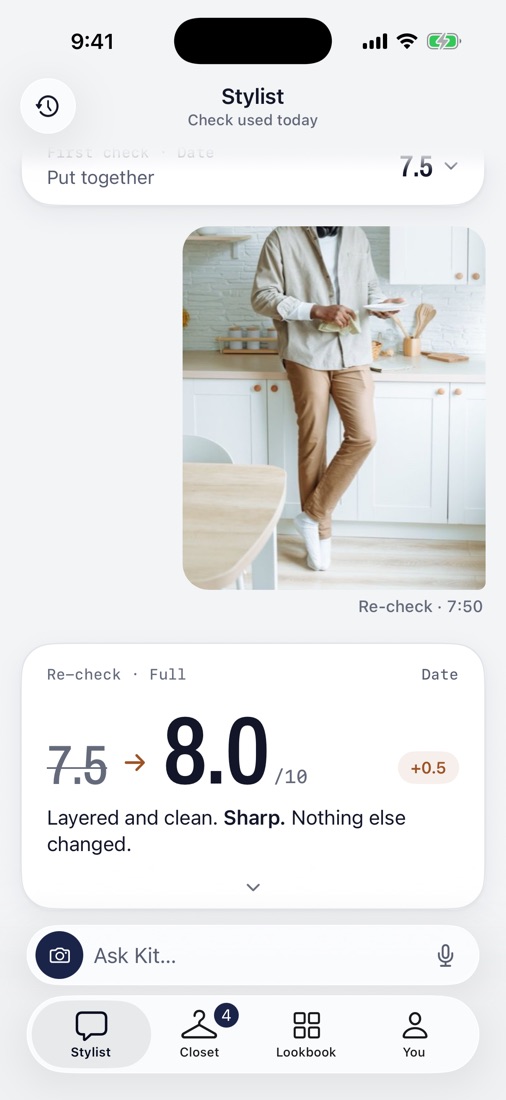 9:41
Stylist
Check used today
First check · Date
Put together
7.5
Re-check · 7:50
Re-check · Full
Date
7.5 → 8.0 /10
+0.5
Layered and clean. Sharp. Nothing else
changed.
Ask Kit...
4
Stylist
Closet
Lookbook
You